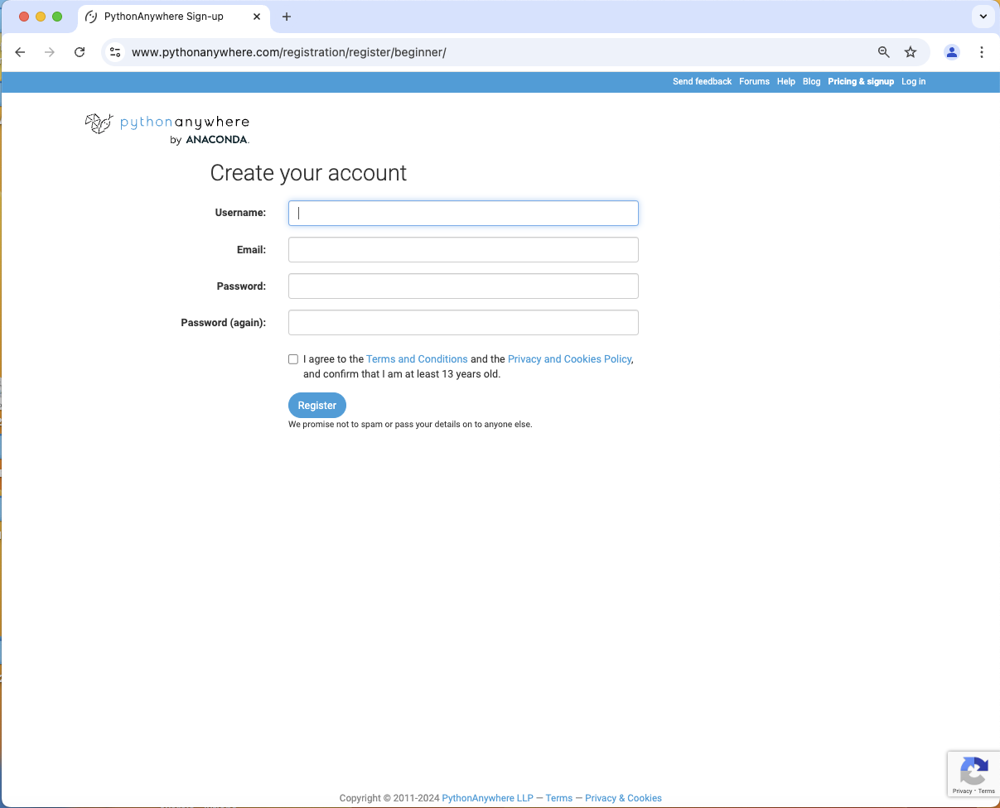 PythonAnywhere Sign-up
www.pythonanywhere.com/registration/register/beginner/
Send feedback Forums Help Blog Pricing & signup Log in
pythonanywhere
by ANACONDA.
Create your account
Username:
Email:
Password:
Password (again):
I agree to the Terms and Conditions and the Privacy and Cookies Policy,
and confirm that I am at least 13 years old.
Register
We promise not to spam or pass your details on to anyone else.
Privacy - Terms
Copyright © 2011-2024 PythonAnywhere LLP — Terms — Privacy & Cookies